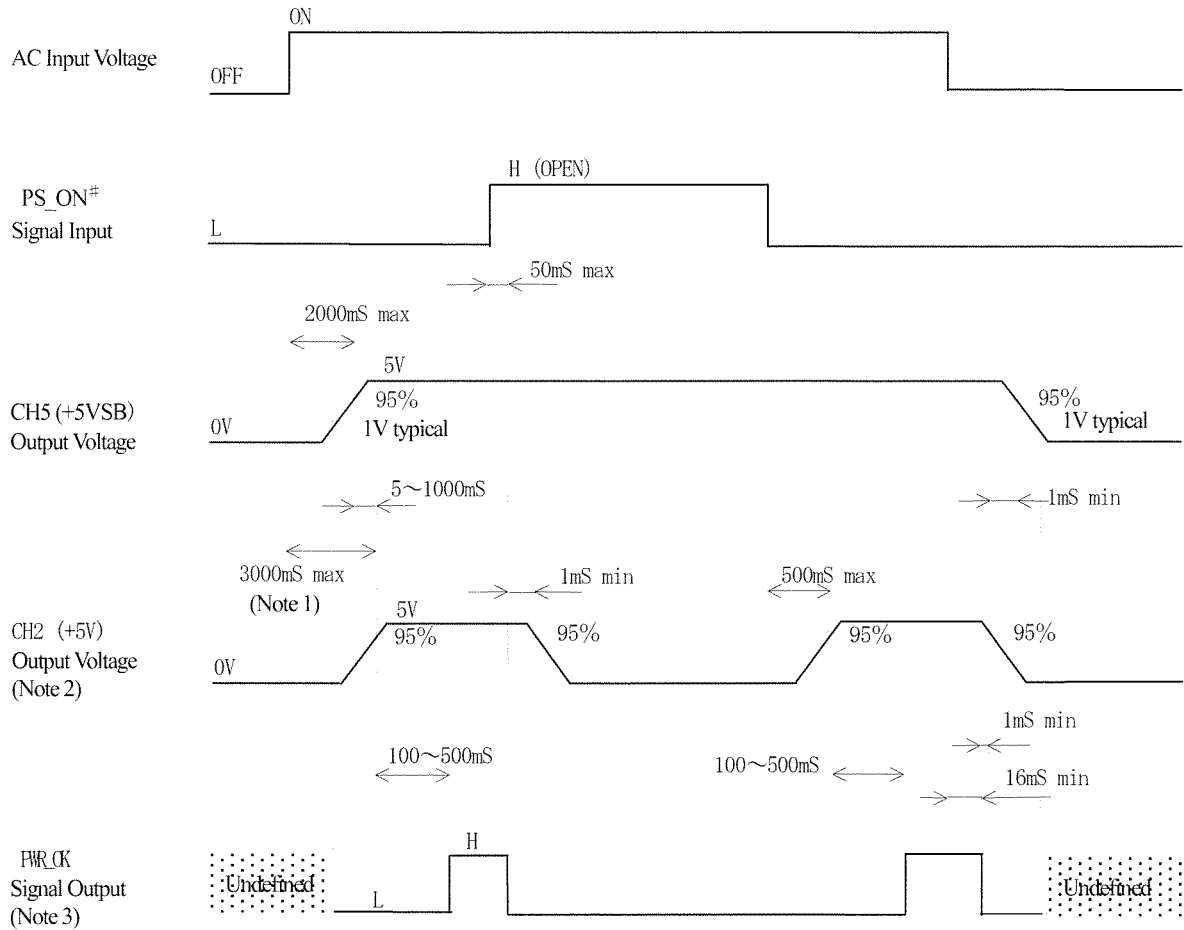 ON
AC Input Voltage
OFF
H (OPEN)
PS_ON#
Signal Input
L
50mS max
2000mS max
5V
95%
1V typical
CH5 (+5VSB)
Output Voltage
0V
95%
1V typical
5~1000mS
1mS min
3000mS max
(Note 1)
1mS min
500mS max
5V
95%
95%
95%
95%
CH2 (+5V)
Output Voltage
(Note 2)
0V
1mS min
100~500mS
100~500mS
16mS min
H
PWR_OK
Signal Output
(Note 3)
Undefined
L
Undefined